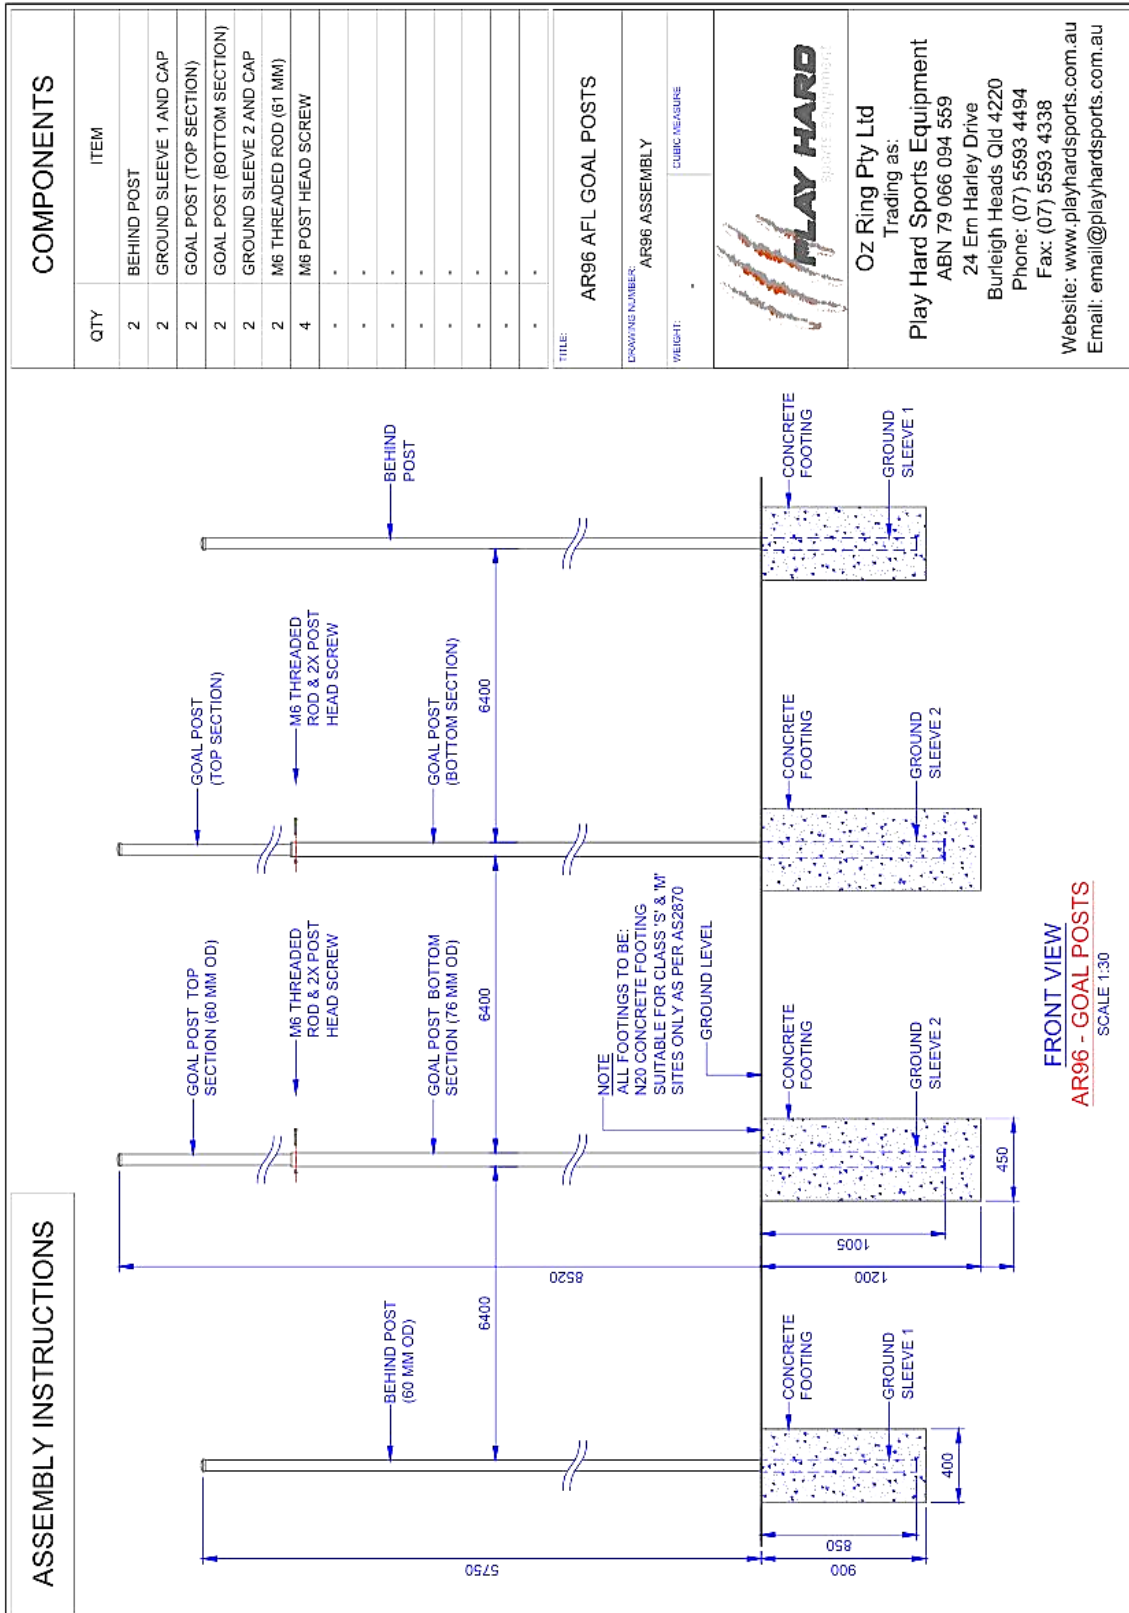 ASSEMBLY INSTRUCTIONS
COMPONENTS
QTY ITEM
2 BEHIND POST
2 GROUND SLEEVE 1 AND CAP
2 GOAL POST (TOP SECTION)
2 GOAL POST (BOTTOM SECTION)
2 GROUND SLEEVE 2 AND CAP
2 M6 THREADED ROD (61 MM)
4 M6 POST HEAD SCREW
- -
- -
- -
- -
- -
- -
- -
- -
TITLE:
AR96 AFL GOAL POSTS
DRAWING NUMBER:
AR96 ASSEMBLY
WEIGHT:
-
CUBIC MEASURE
PLAY HARD
SPORTS EQUIPMENT
Oz Ring Pty Ltd
Trading as:
Play Hard Sports Equipment
ABN 79 066 094 559
24 Ern Harley Drive
Burleigh Heads Qld 4220
Phone: (07) 5593 4494
Fax: (07) 5593 4338
Website: www.playhardsports.com.au
Email: email@playhardsports.com.au
GOAL POST TOP
SECTION (60 MM OD)
GOAL POST
(TOP SECTION)
M6 THREADED
ROD & 2X POST
HEAD SCREW
M6 THREADED
ROD & 2X POST
HEAD SCREW
BEHIND POST
(60 MM OD)
GOAL POST BOTTOM
SECTION (76 MM OD)
GOAL POST
(BOTTOM SECTION)
BEHIND
POST
5750
8520
6400
6400
6400
NOTE
ALL FOOTINGS TO BE:
N20 CONCRETE FOOTING
SUITABLE FOR CLASS 'S' & 'M'
SITES ONLY AS PER AS2870
GROUND LEVEL
CONCRETE
FOOTING
CONCRETE
FOOTING
CONCRETE
FOOTING
CONCRETE
FOOTING
GROUND
SLEEVE 1
GROUND
SLEEVE 2
GROUND
SLEEVE 2
GROUND
SLEEVE 1
850
900
400
1005
1200
450
FRONT VIEW
AR96 - GOAL POSTS
SCALE 1:30